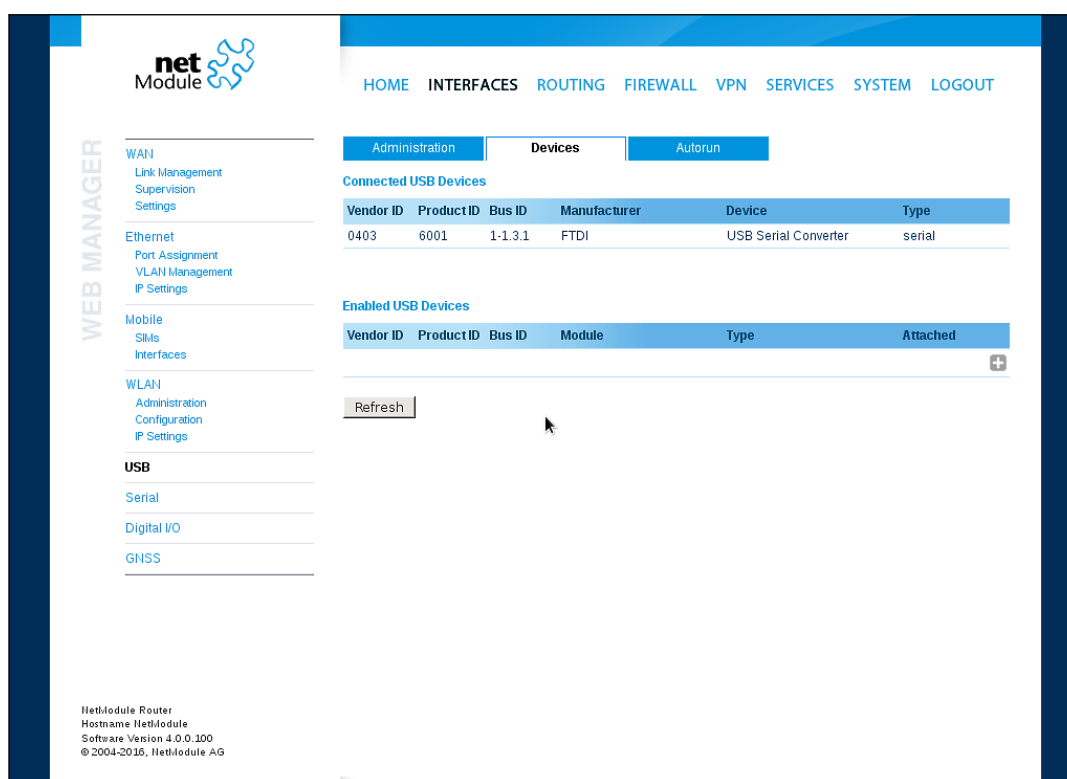 net
Module
HOME INTERFACES ROUTING FIREWALL VPN SERVICES SYSTEM LOGOUT
WEB MANAGER
WAN
Link Management
Supervision
Settings
Ethernet
Port Assignment
VLAN Management
IP Settings
Mobile
SIMs
Interfaces
WLAN
Administration
Configuration
IP Settings
USB
Serial
Digital I/O
GNSS
Administration Devices Autorun
Connected USB Devices
Vendor ID Product ID Bus ID Manufacturer Device Type
0403 6001 1-1.3.1 FTDI USB Serial Converter serial
Enabled USB Devices
Vendor ID Product ID Bus ID Module Type Attached
Refresh
NetModule Router
Hostname NetModule
Software Version 4.0.0.100
© 2004-2016, NetModule AG